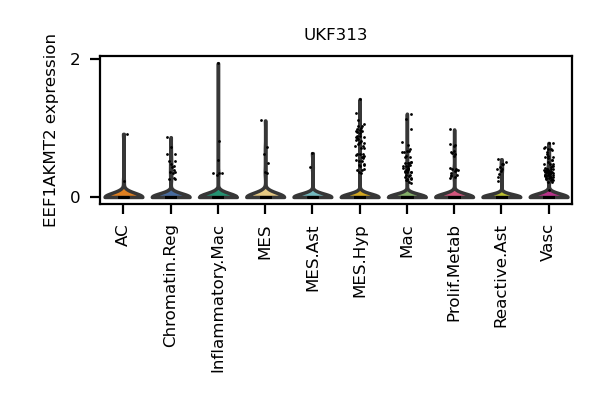 UKF313
EEF1AKMT2 expression
2
0
AC
Chromatin.Reg
Inflammatory.Mac
MES
MES.Ast
MES.Hyp
Mac
Prolif.Metab
Reactive.Ast
Vasc